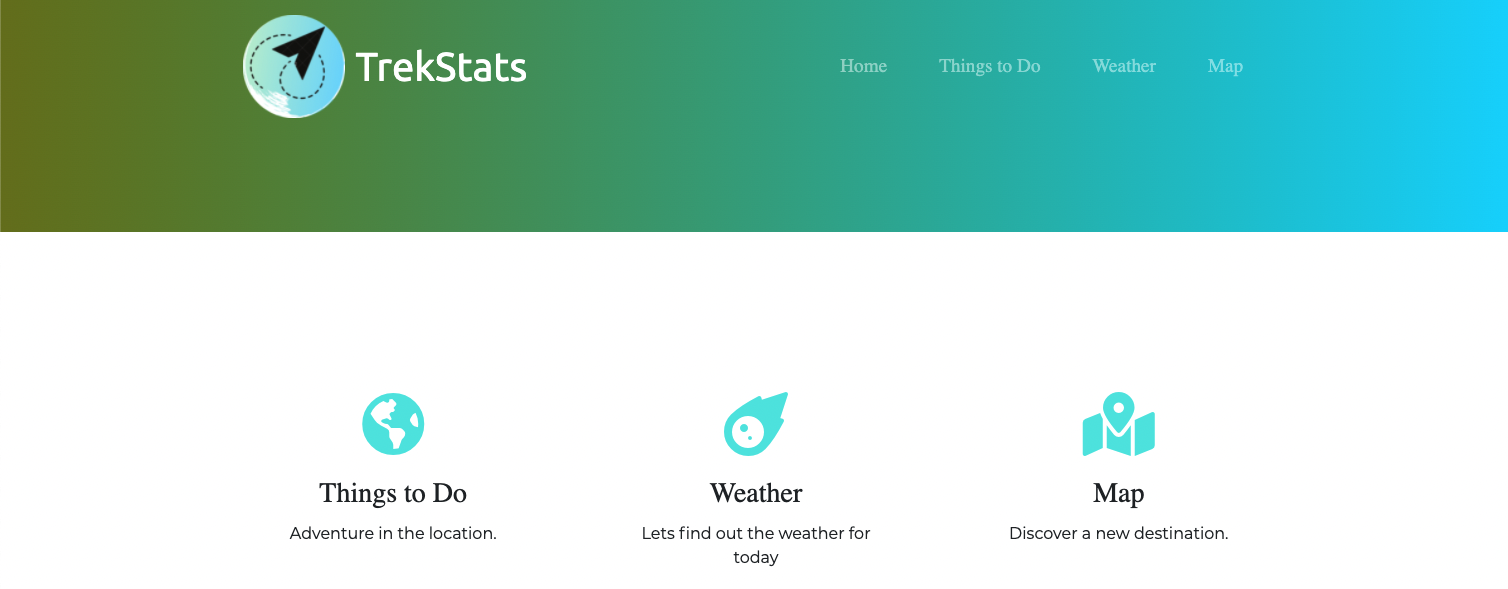 TrekStats
Home Things to Do Weather Map
Things to Do
Adventure in the location.
Weather
Lets find out the weather for
today
Map
Discover a new destination.